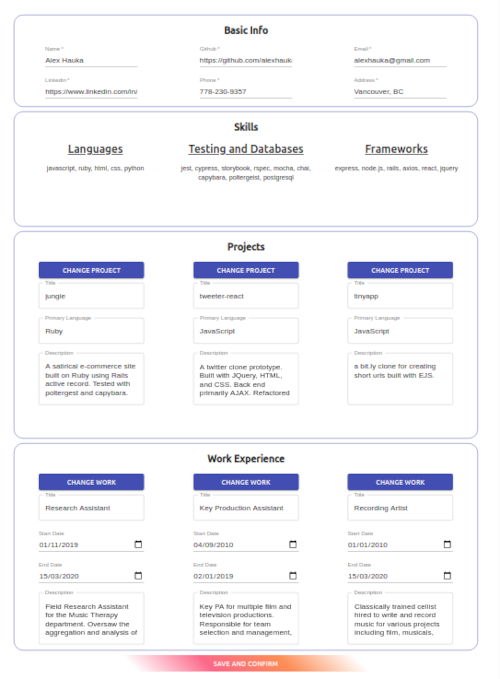 Basic Info
Name *
Github *
Email *
Alex Hauka
https://github.com/alexhauk
alexhauka@gmail.com
Linkedin *
Phone *
Address *
https://www.linkedin.com/in/
778-230-9357
Vancouver, BC
Skills
Languages
Testing and Databases
Frameworks
javascript, ruby, html, css, python
jest, cypress, storybook, rspec, mocha, chai,
capybara, poltergeist, postgresql
express, node.js, rails, axios, react, jquery
Projects
CHANGE PROJECT
CHANGE PROJECT
CHANGE PROJECT
Title
Title
Title
jungle
tweeter-react
tinyapp
Primary Language
Primary Language
Primary Language
Ruby
JavaScript
JavaScript
Description
A satirical e-commerce site
built on Ruby using Rails
active record. Tested with
poltergest and capybara.
Description
A twitter clone prototype.
Built with JQuery, HTML,
and CSS. Back end
primarily AJAX. Refactored
Description
a bit.ly clone for creating
short urls built with EJS.
Work Experience
CHANGE WORK
CHANGE WORK
CHANGE WORK
Title
Title
Title
Research Assistant
Key Production Assistant
Recording Artist
Start Date
Start Date
Start Date
01/11/2019
04/09/2010
01/01/2010
End Date
End Date
End Date
15/03/2020
02/01/2019
15/03/2020
Description
Field Research Assistant
for the Music Therapy
department. Oversaw the
aggregation and analysis of
Description
Key PA for multiple film and
television productions.
Responsible for team
selection and management,
Description
Classically trained cellist
hired to write and record
music for various projects
including film, musicals,
SAVE AND CONFIRM